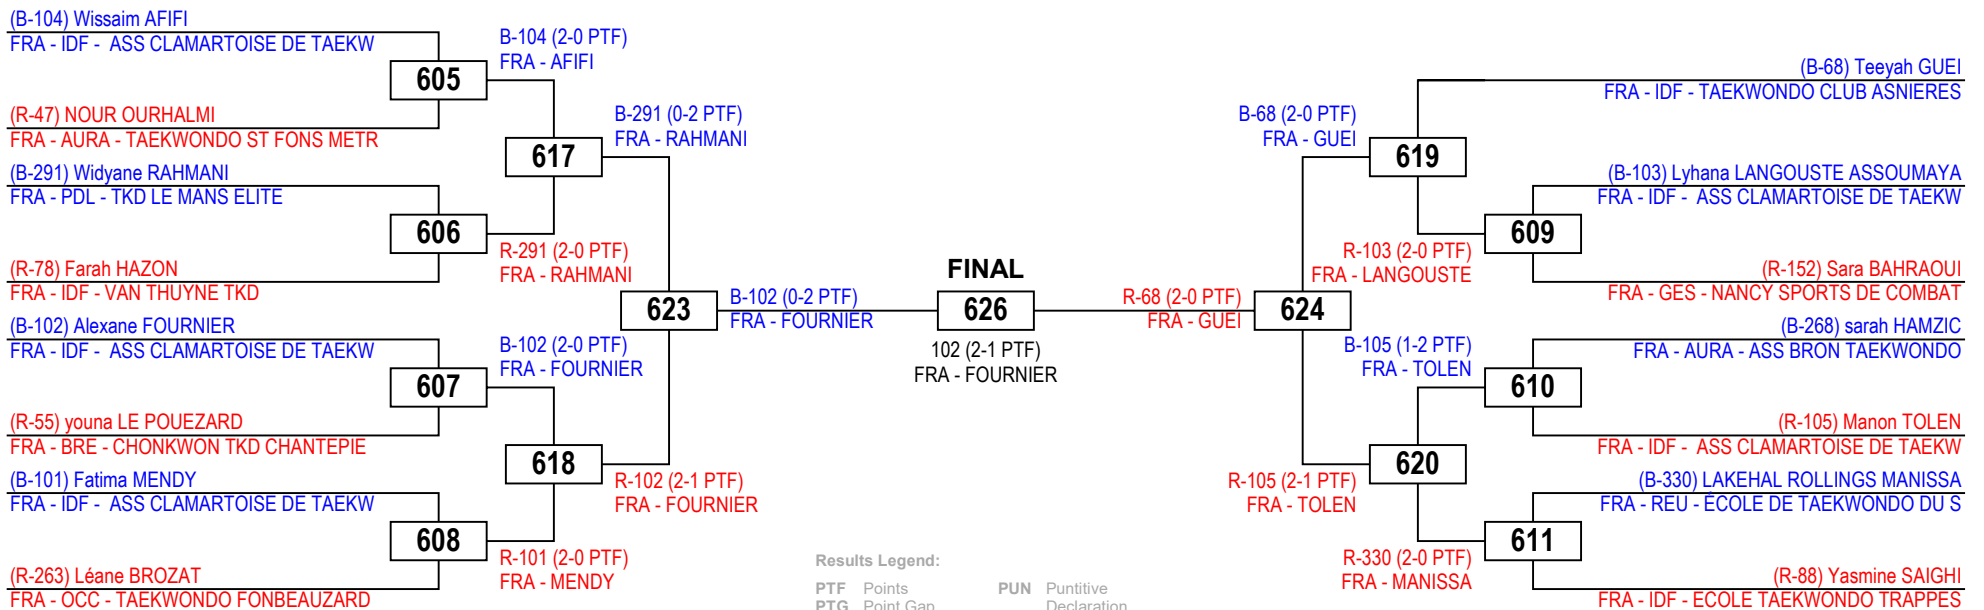 (B-104) Wissaim AFIFI
FRA - IDF - ASS CLAMARTOISE DE TAEKW
605
(R-47) NOUR OURHALMI
FRA - AURA - TAEKWONDO ST FONS METR
(B-291) Widyane RAHMANI
FRA - PDL - TKD LE MANS ELITE
606
(R-78) Farah HAZON
FRA - IDF - VAN THUYNE TKD
(B-102) Alexane FOURNIER
FRA - IDF - ASS CLAMARTOISE DE TAEKW
607
(R-55) youna LE POUEZARD
FRA - BRE - CHONKWON TKD CHANTEPIE
(B-101) Fatima MENDY
FRA - IDF - ASS CLAMARTOISE DE TAEKW
608
(R-263) Léane BROZAT
FRA - OCC - TAEKWONDO FONBEAUZARD
B-104 (2-0 PTF)
FRA - AFIFI
617
R-291 (2-0 PTF)
FRA - RAHMANI
B-102 (2-0 PTF)
FRA - FOURNIER
618
R-101 (2-0 PTF)
FRA - MENDY
B-291 (0-2 PTF)
FRA - RAHMANI
623
R-102 (2-1 PTF)
FRA - FOURNIER
B-102 (0-2 PTF)
FRA - FOURNIER
FINAL
626
102 (2-1 PTF)
FRA - FOURNIER
R-68 (2-0 PTF)
FRA - GUEI
624
B-68 (2-0 PTF)
FRA - GUEI
619
R-103 (2-0 PTF)
FRA - LANGOUSTE
B-105 (1-2 PTF)
FRA - TOLEN
620
R-105 (2-1 PTF)
FRA - TOLEN
R-330 (2-0 PTF)
FRA - MANISSA
(B-68) Teeyah GUEI
FRA - IDF - TAEKWONDO CLUB ASNIERES
(B-103) Lyhana LANGOUSTE ASSOUMAYA
FRA - IDF - ASS CLAMARTOISE DE TAEKW
609
(R-152) Sara BAHRAOUI
FRA - GES - NANCY SPORTS DE COMBAT
(B-268) sarah HAMZIC
FRA - AURA - ASS BRON TAEKWONDO
610
(R-105) Manon TOLEN
FRA - IDF - ASS CLAMARTOISE DE TAEKW
(B-330) LAKEHAL ROLLINGS MANISSA
FRA - REU - ÉCOLE DE TAEKWONDO DU S
611
(R-88) Yasmine SAIGHI
FRA - IDF - ECOLE TAEKWONDO TRAPPES
Results Legend:
PTF Points PUN Puntitive
PTG Point Gap Declaration